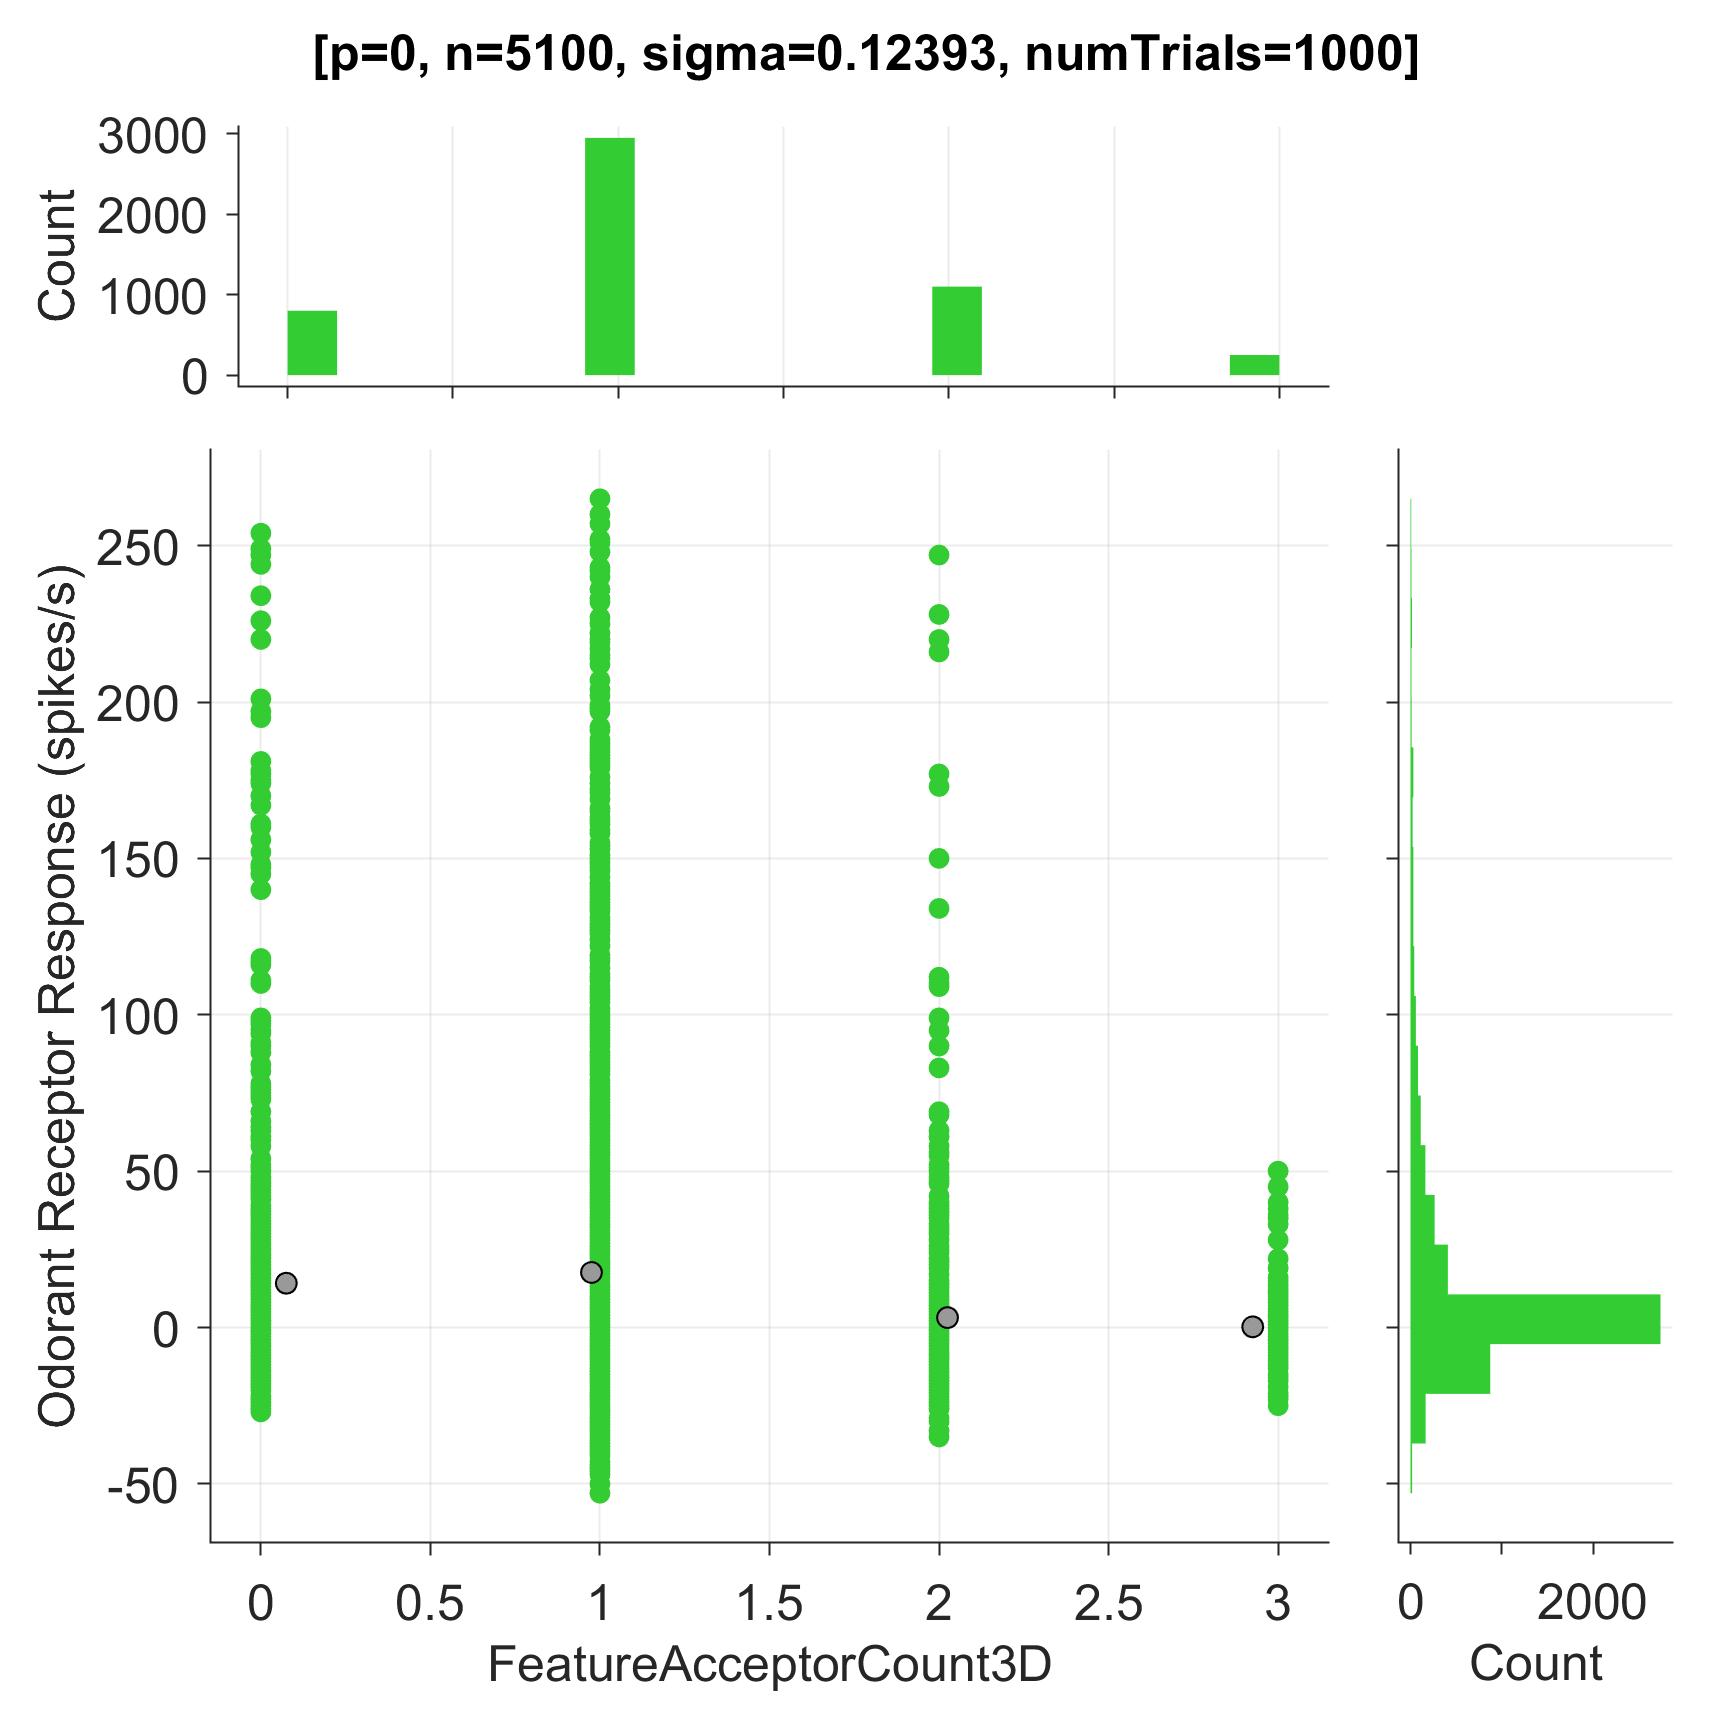 [p=0, n=5100, sigma=0.12393, numTrials=1000]
3000
2000
1000
0
Count
250
200
150
100
50
0
-50
Odorant Receptor Response (spikes/s)
0 0.5 1 1.5 2 2.5 3
FeatureAcceptorCount3D
0 2000
Count